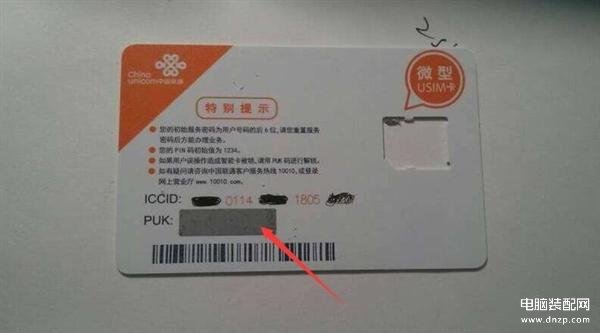 China
unicom中国联通
微型
USIM卡
特别提示
● 您的初始服务密码为用户号码的后6位,请您重置服务
密码后方能办理业务。
● 您的PIN码初始值为1234。
● 如果用户误操作造成智能卡被锁,请用PUK码进行解锁。
● 如有疑问请咨询中国联通客户服务热线10010,或登录
网上营业厅www.10010.com。
ICCID: 0114 1805
PUK:
电脑装配网
www.dnzp.com